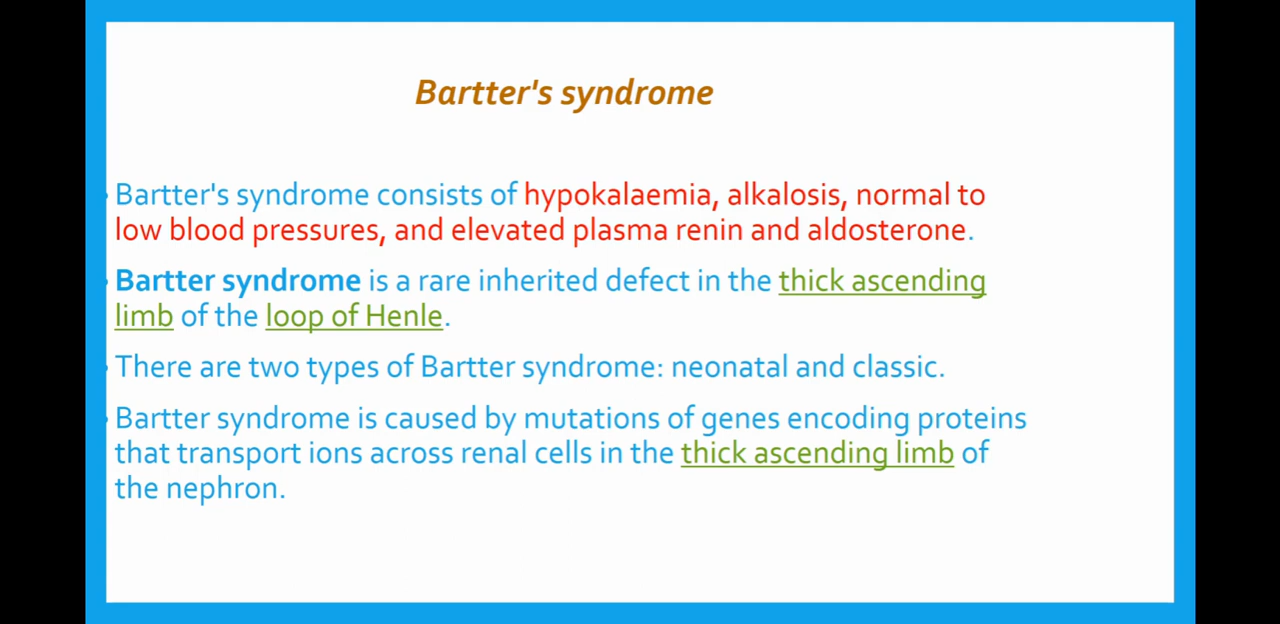 Bartter's syndrome
Bartter's syndrome consists of hypokalaemia, alkalosis, normal to
low blood pressures, and elevated plasma renin and aldosterone.
Bartter syndrome is a rare inherited defect in the thick ascending
limb of the loop of Henle.
There are two types of Bartter syndrome: neonatal and classic.
Bartter syndrome is caused by mutations of genes encoding proteins
that transport ions across renal cells in the thick ascending limb of
the nephron.